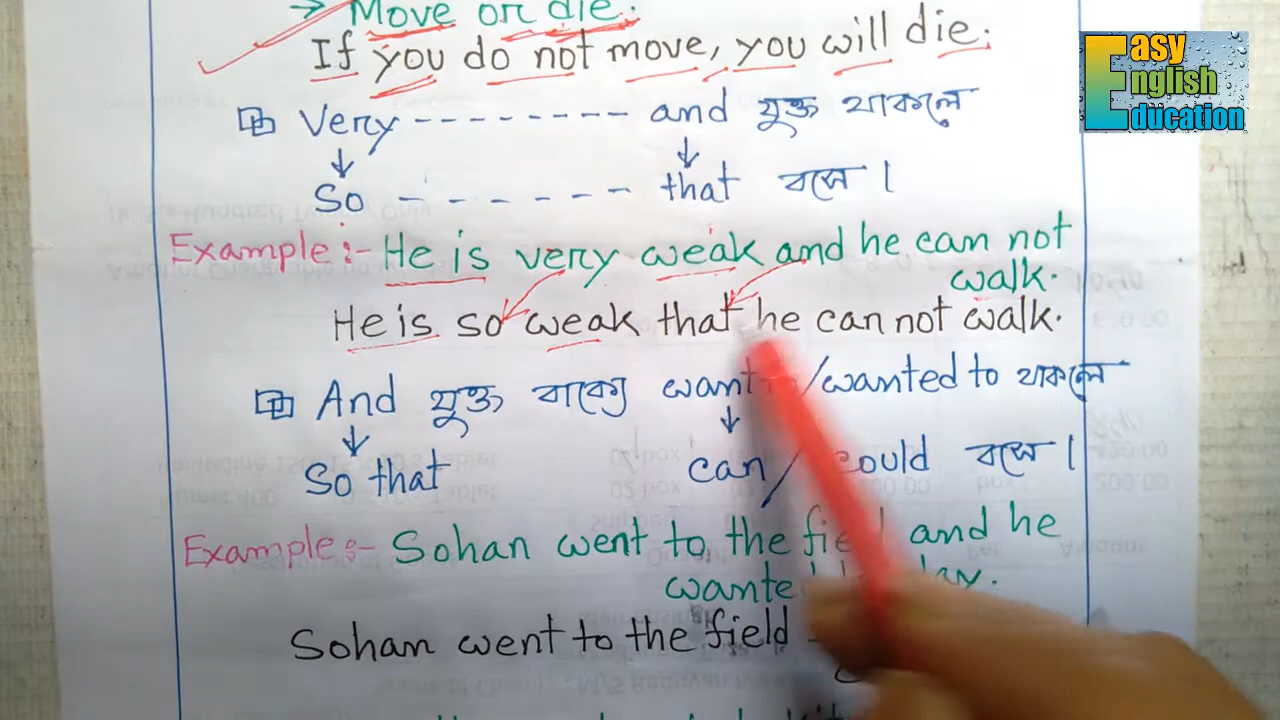 → Move or die.
If you do not move, you will die.
Very -------- and যুক্ত থাকলে
↓ ↓
So ------ that বসে।
Example:- He is very weak and he can not
walk.
He is so weak that he can not walk.
And যুক্ত বাক্যে want /wanted to থাকলে
↓ ↓
So that can/ could বসে।
Example:- Sohan went to the field and he
wanted
Sohan went to the field
Easy
English
Education